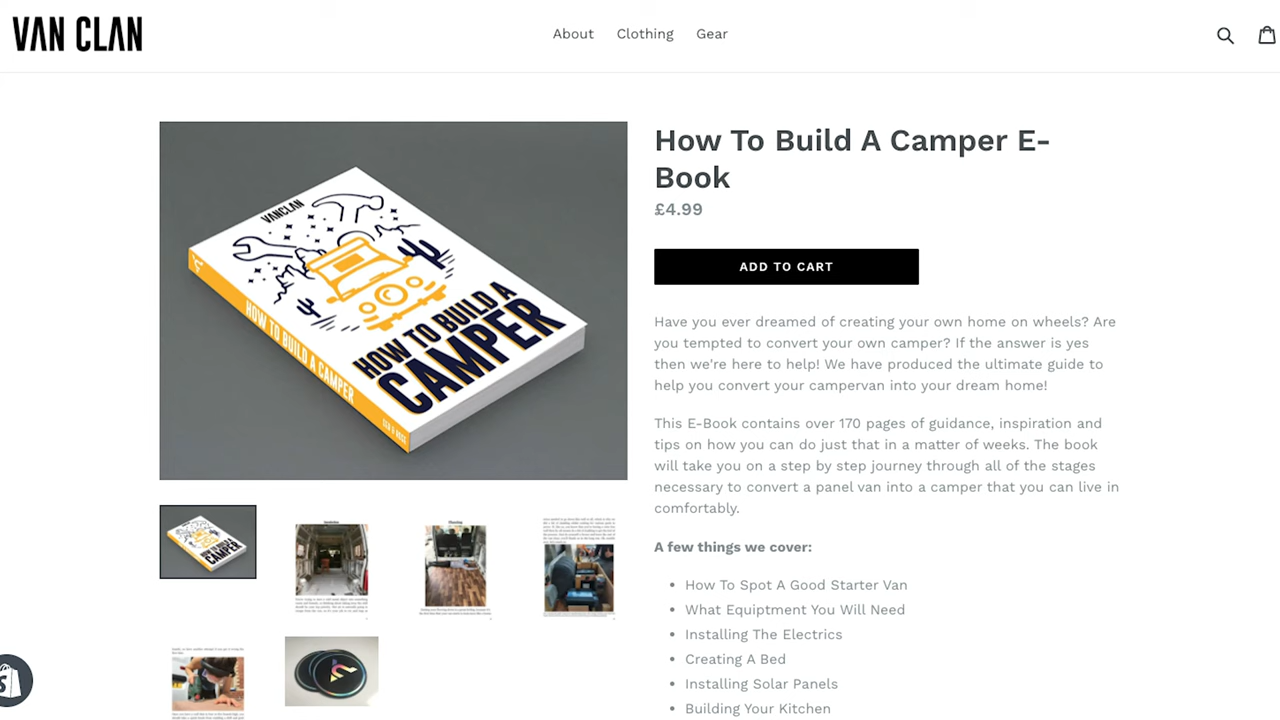 VAN CLAN
About Clothing Gear
VANCLAN
HOW TO BUILD A
CAMPER
HOW TO BUILD A CAMPER
How To Build A Camper E-
Book
£4.99
ADD TO CART
Have you ever dreamed of creating your own home on wheels? Are
you tempted to convert your own camper? If the answer is yes
then we're here to help! We have produced the ultimate guide to
help you convert your campervan into your dream home!
This E-Book contains over 170 pages of guidance, inspiration and
tips on how you can do just that in a matter of weeks. The book
will take you on a step by step journey through all of the stages
necessary to convert a panel van into a camper that you can live in
comfortably.
A few things we cover:
How To Spot A Good Starter Van
What Equiptment You Will Need
Installing The Electrics
Creating A Bed
Installing Solar Panels
Building Your Kitchen
HOW TO BUILD A
CAMPER
Insulation
Flooring